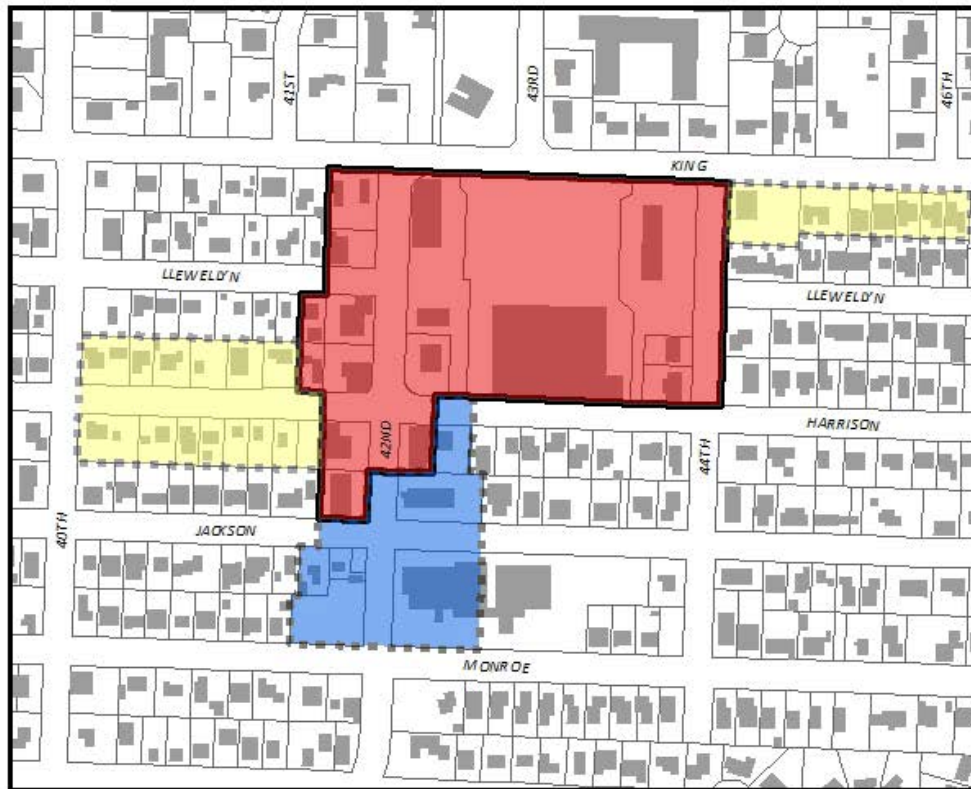 41ST
43RD
46TH
KING
LLEWELLYN
LLEWELLYN
HARRISON
42ND
44TH
40TH
JACKSON
MONROE